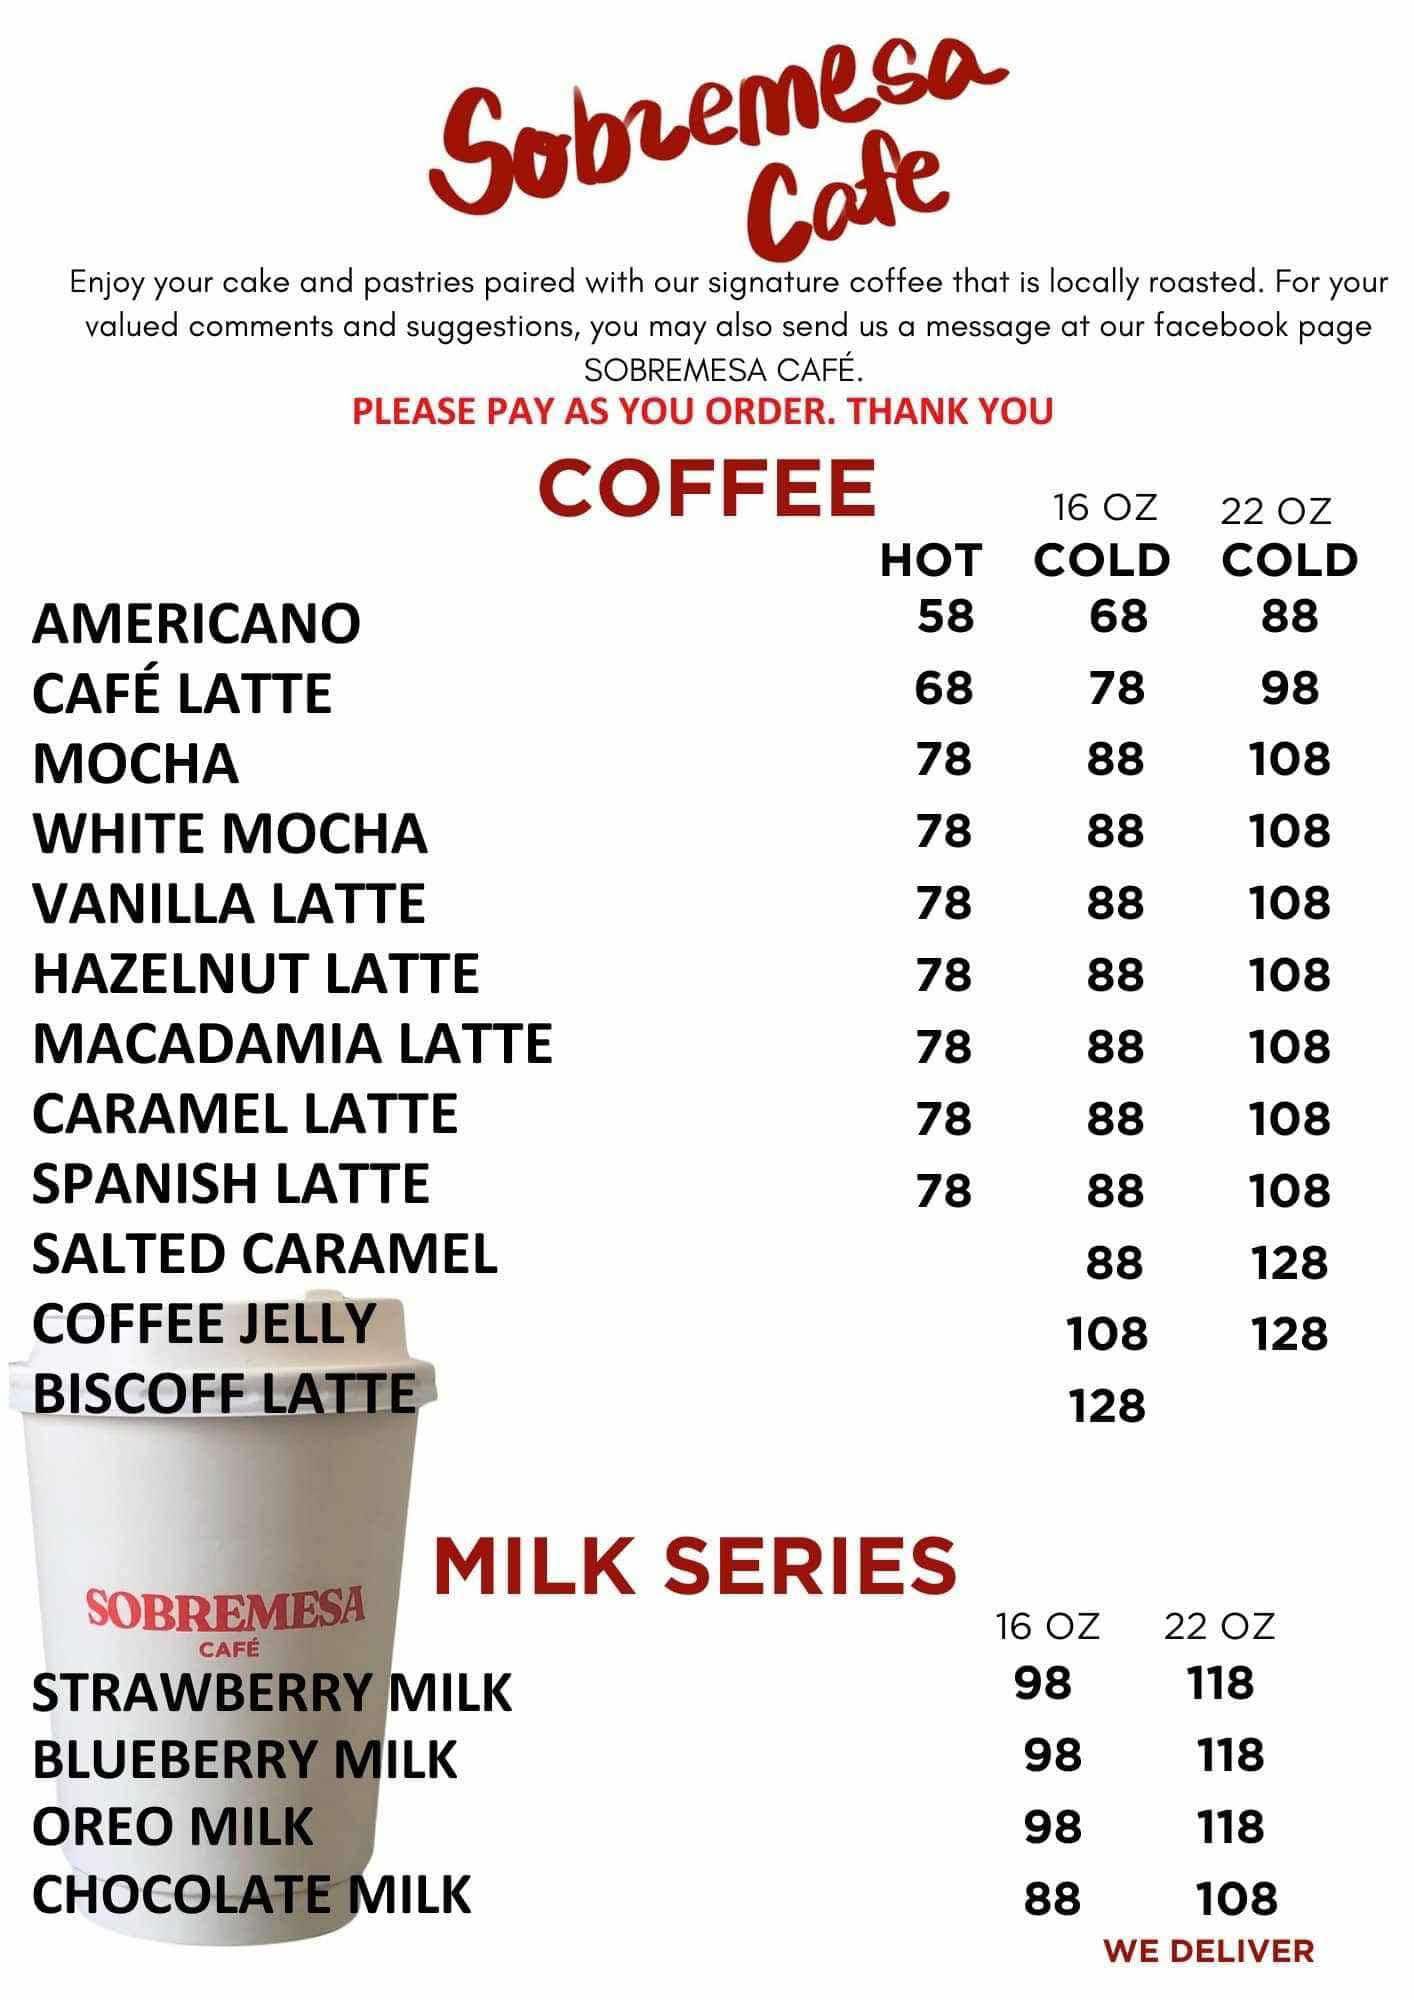 Sobremesa
Cafe
Enjoy your cake and pastries paired with our signature coffee that is locally roasted. For your
valued comments and suggestions, you may also send us a message at our facebook page
SOBREMESA CAFÉ.
PLEASE PAY AS YOU ORDER. THANK YOU
COFFEE
16 OZ 22 OZ
HOT COLD COLD
AMERICANO 58 68 88
CAFÉ LATTE 68 78 98
MOCHA 78 88 108
WHITE MOCHA 78 88 108
VANILLA LATTE 78 88 108
HAZELNUT LATTE 78 88 108
MACADAMIA LATTE 78 88 108
CARAMEL LATTE 78 88 108
SPANISH LATTE 78 88 108
SALTED CARAMEL 88 128
COFFEE JELLY 108 128
BISCOFF LATTE 128
MILK SERIES
16 OZ 22 OZ
SOBREMESA
CAFÉ
STRAWBERRY MILK 98 118
BLUEBERRY MILK 98 118
OREO MILK 98 118
CHOCOLATE MILK 88 108
WE DELIVER